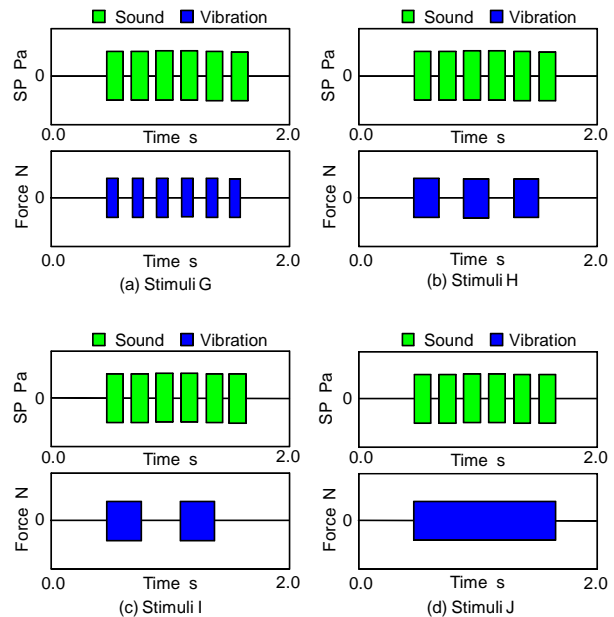 Sound Vibration
SP Pa
0
0.0 Time s 2.0
Force N
0
0.0 Time s 2.0
(a) Stimuli G
Sound Vibration
SP Pa
0
0.0 Time s 2.0
Force N
0
0.0 Time s 2.0
(b) Stimuli H
Sound Vibration
SP Pa
0
0.0 Time s 2.0
Force N
0
0.0 Time s 2.0
(c) Stimuli I
Sound Vibration
SP Pa
0
0.0 Time s 2.0
Force N
0
0.0 Time s 2.0
(d) Stimuli J